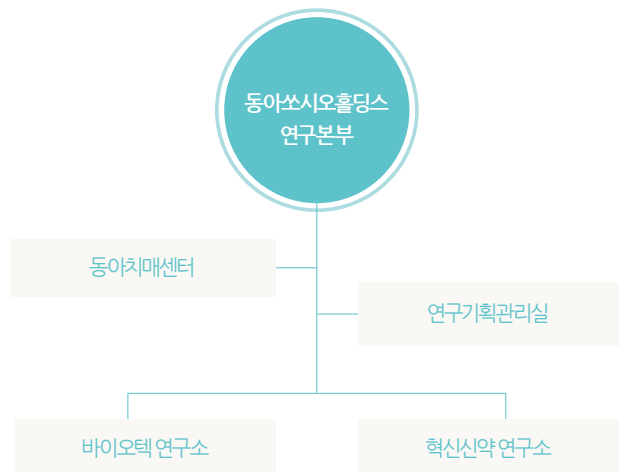 동아쏘시오홀딩스
연구본부
동아치매센터
연구기획관리실
바이오텍 연구소
혁신신약 연구소